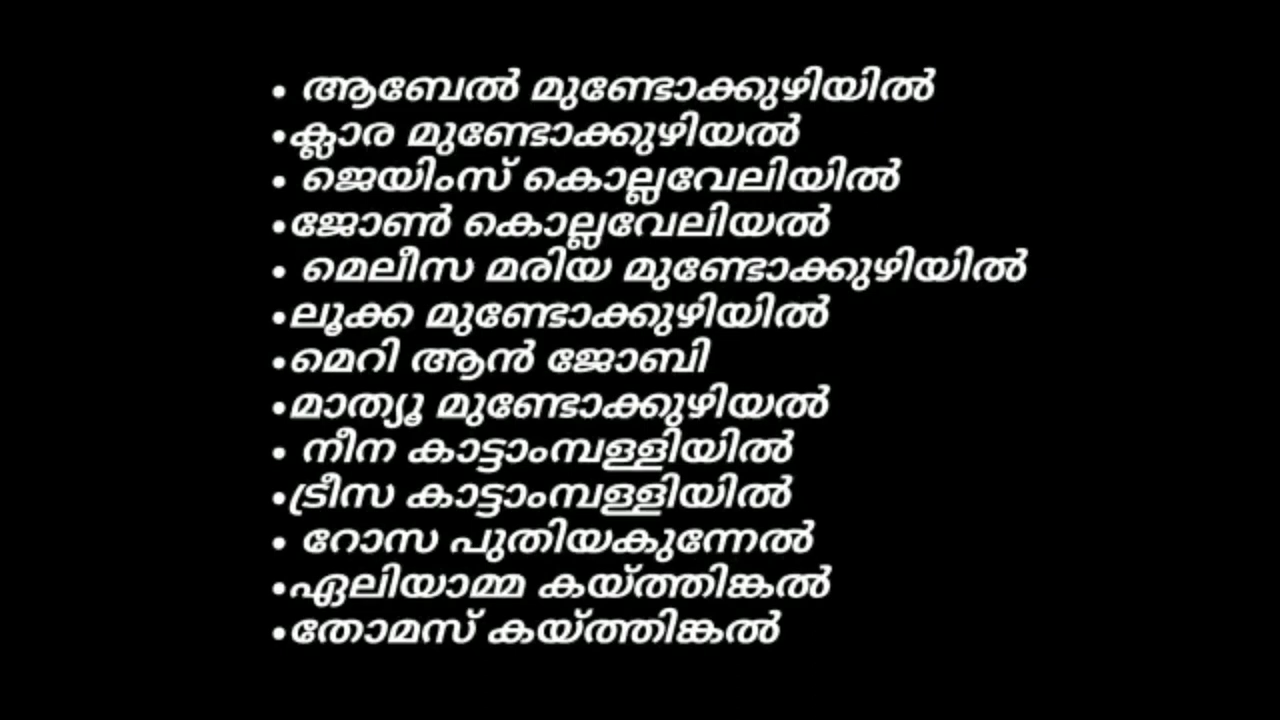 • ആബേൽ മുണ്ടോക്കുഴിയിൽ
•ക്ലാര മുണ്ടോക്കുഴിയൽ
• ജെയിംസ് കൊല്ലവേലിയിൽ
•ജോൺ കൊല്ലവേലിയൽ
• മെലീസ മരിയ മുണ്ടോക്കുഴിയിൽ
•ലൂക്ക മുണ്ടോക്കുഴിയിൽ
•മെറി ആൻ ജോബി
•മാത്യൂ മുണ്ടോക്കുഴിയൽ
• നീന കാട്ടാംമ്പള്ളിയിൽ
•ട്രീസ കാട്ടാംമ്പള്ളിയിൽ
• റോസ പുതിയകുന്നേൽ
•ഏലിയാമ്മ കയ്ത്തിങ്കൽ
•തോമസ് കയ്ത്തിങ്കൽ